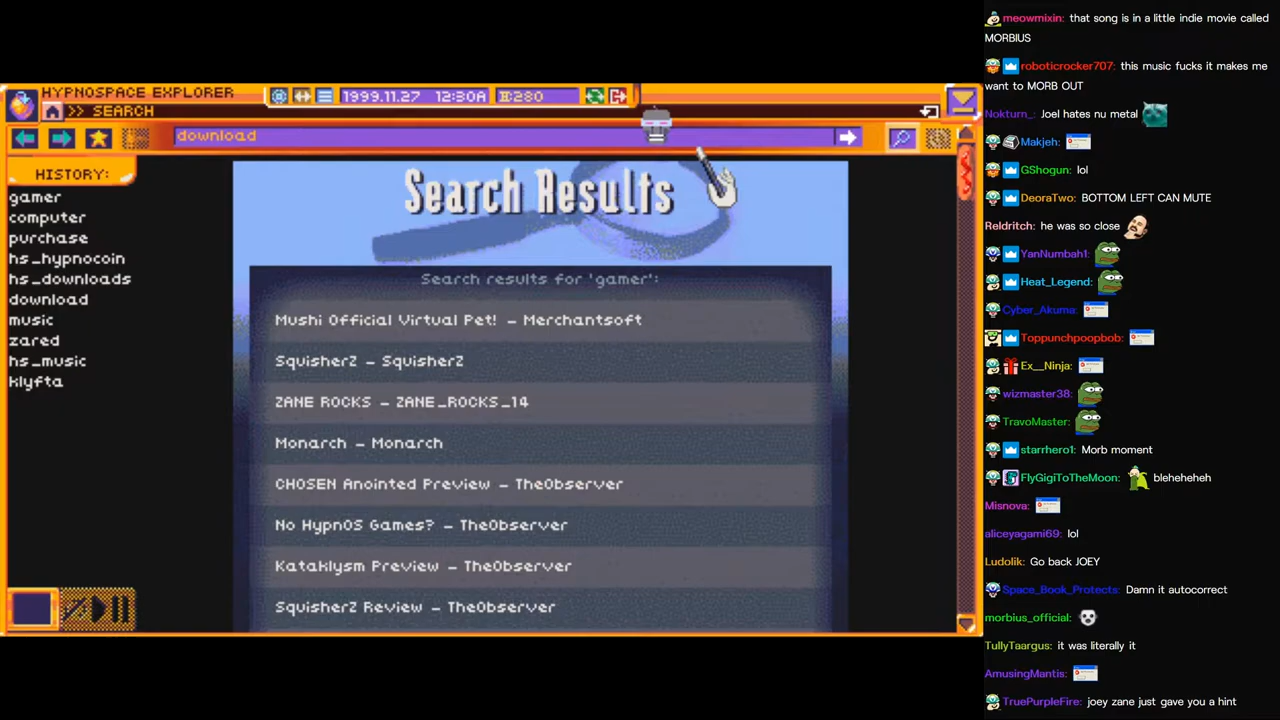 HYPNOSPACE EXPLORER
1999.11.27 12:30A
280
>> SEARCH
download
HISTORY:
gamer
computer
purchase
hs_hypnocoin
hs_downloads
download
music
zared
hs_music
klyfta
Search Results
Search results for 'gamer':
Mushi Official Virtual Pet! - Merchantsoft
SquisherZ - SquisherZ
ZANE ROCKS - ZANE_ROCKS_14
Monarch - Monarch
CHOSEN Anointed Preview - TheObserver
No HypnOS Games? - TheObserver
Kataklysm Preview - TheObserver
SquisherZ Review - TheObserver
meowmixin: that song is in a little indie movie called
MORBIUS
roboticrocker707: this music fucks it makes me
want to MORB OUT
Nokturn_: Joel hates nu metal
Makjeh:
GShogun: lol
DeoraTwo: BOTTOM LEFT CAN MUTE
Reldritch: he was so close
YanNumbah1:
Heat_Legend:
Cyber_Akuma:
Toppunchpoopbob:
Ex__Ninja:
wizmaster38:
TravoMaster:
starrhero1: Morb moment
FlyGigiToTheMoon: bleheheheh
Misnova:
aliceyagami69: lol
Ludolik: Go back JOEY
Space_Book_Protects: Damn it autocorrect
morbius_official:
TullyTaargus: it was literally it
AmusingMantis:
TruePurpleFire: joey zane just gave you a hint